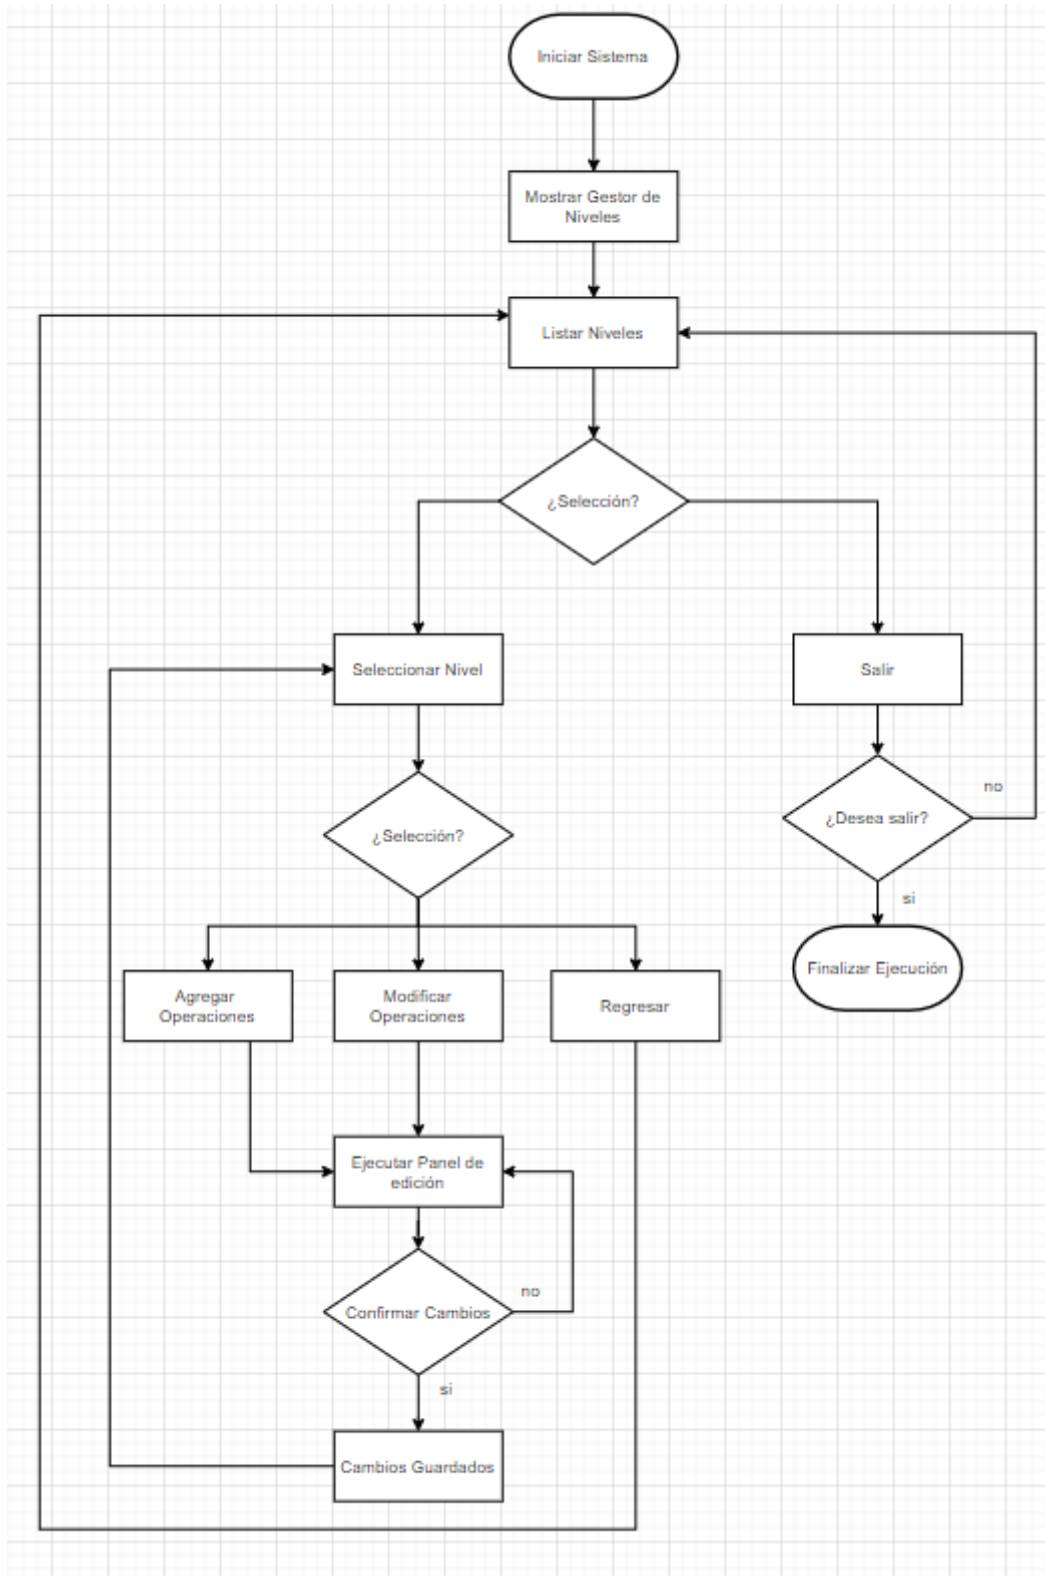 Iniciar Sistema
Mostrar Gestor de
Niveles
Listar Niveles
¿Selección?
Seleccionar Nivel
Salir
¿Selección?
¿Desea salir?
no
si
Finalizar Ejecución
Agregar
Operaciones
Modificar
Operaciones
Regresar
Ejecutar Panel de
edición
Confirmar Cambios
no
si
Cambios Guardados